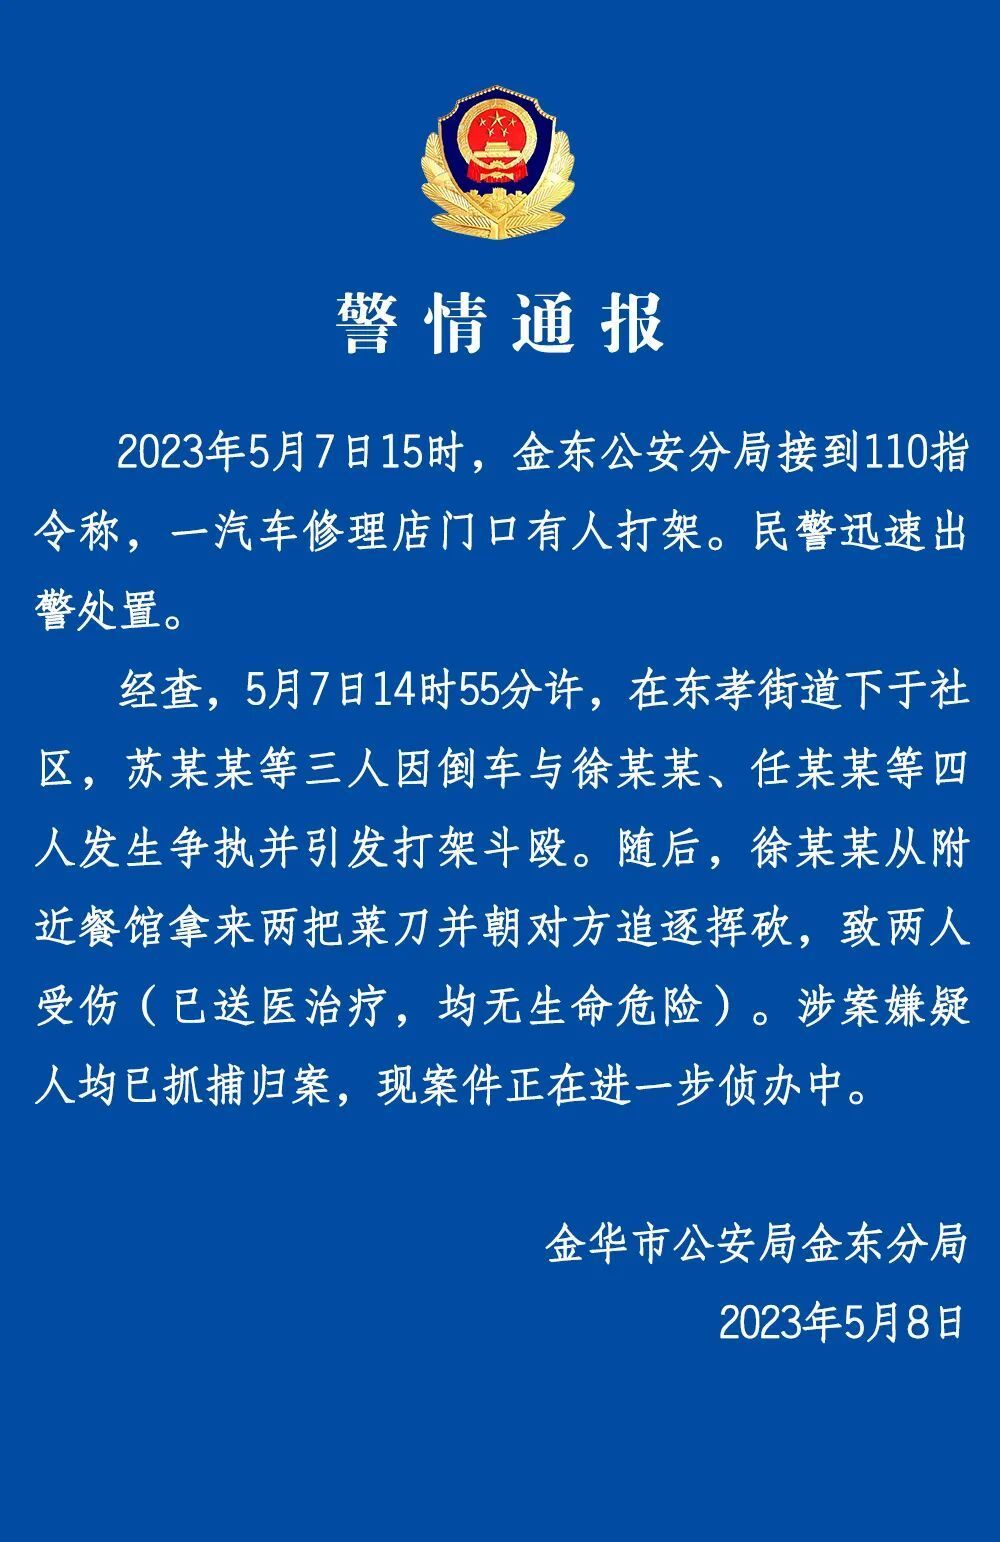 警情通报
2023年5月7日15时，金东公安分局接到110指
令称，一汽车修理店门口有人打架。民警迅速出
警处置。
经查，5月7日14时55分许，在东孝街道下于社
区，苏某某等三人因倒车与徐某某、任某某等四
人发生争执并引发打架斗殴。随后，徐某某从附
近餐馆拿来两把菜刀并朝对方追逐挥砍，致两人
受伤（已送医治疗，均无生命危险）。涉案嫌疑
人均已抓捕归案，现案件正在进一步侦办中。
金华市公安局金东分局
2023年5月8日